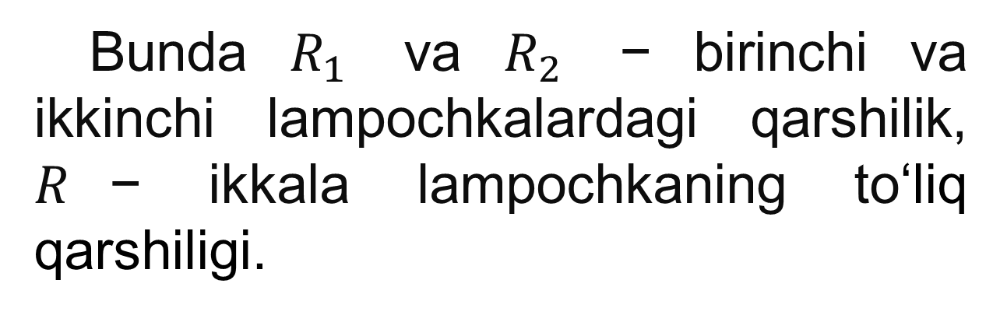 Bunda R₁ va R₂ − birinchi va
ikkinchi lampochkalardagi qarshilik,
R − ikkala lampochkaning to‘liq
qarshiligi.